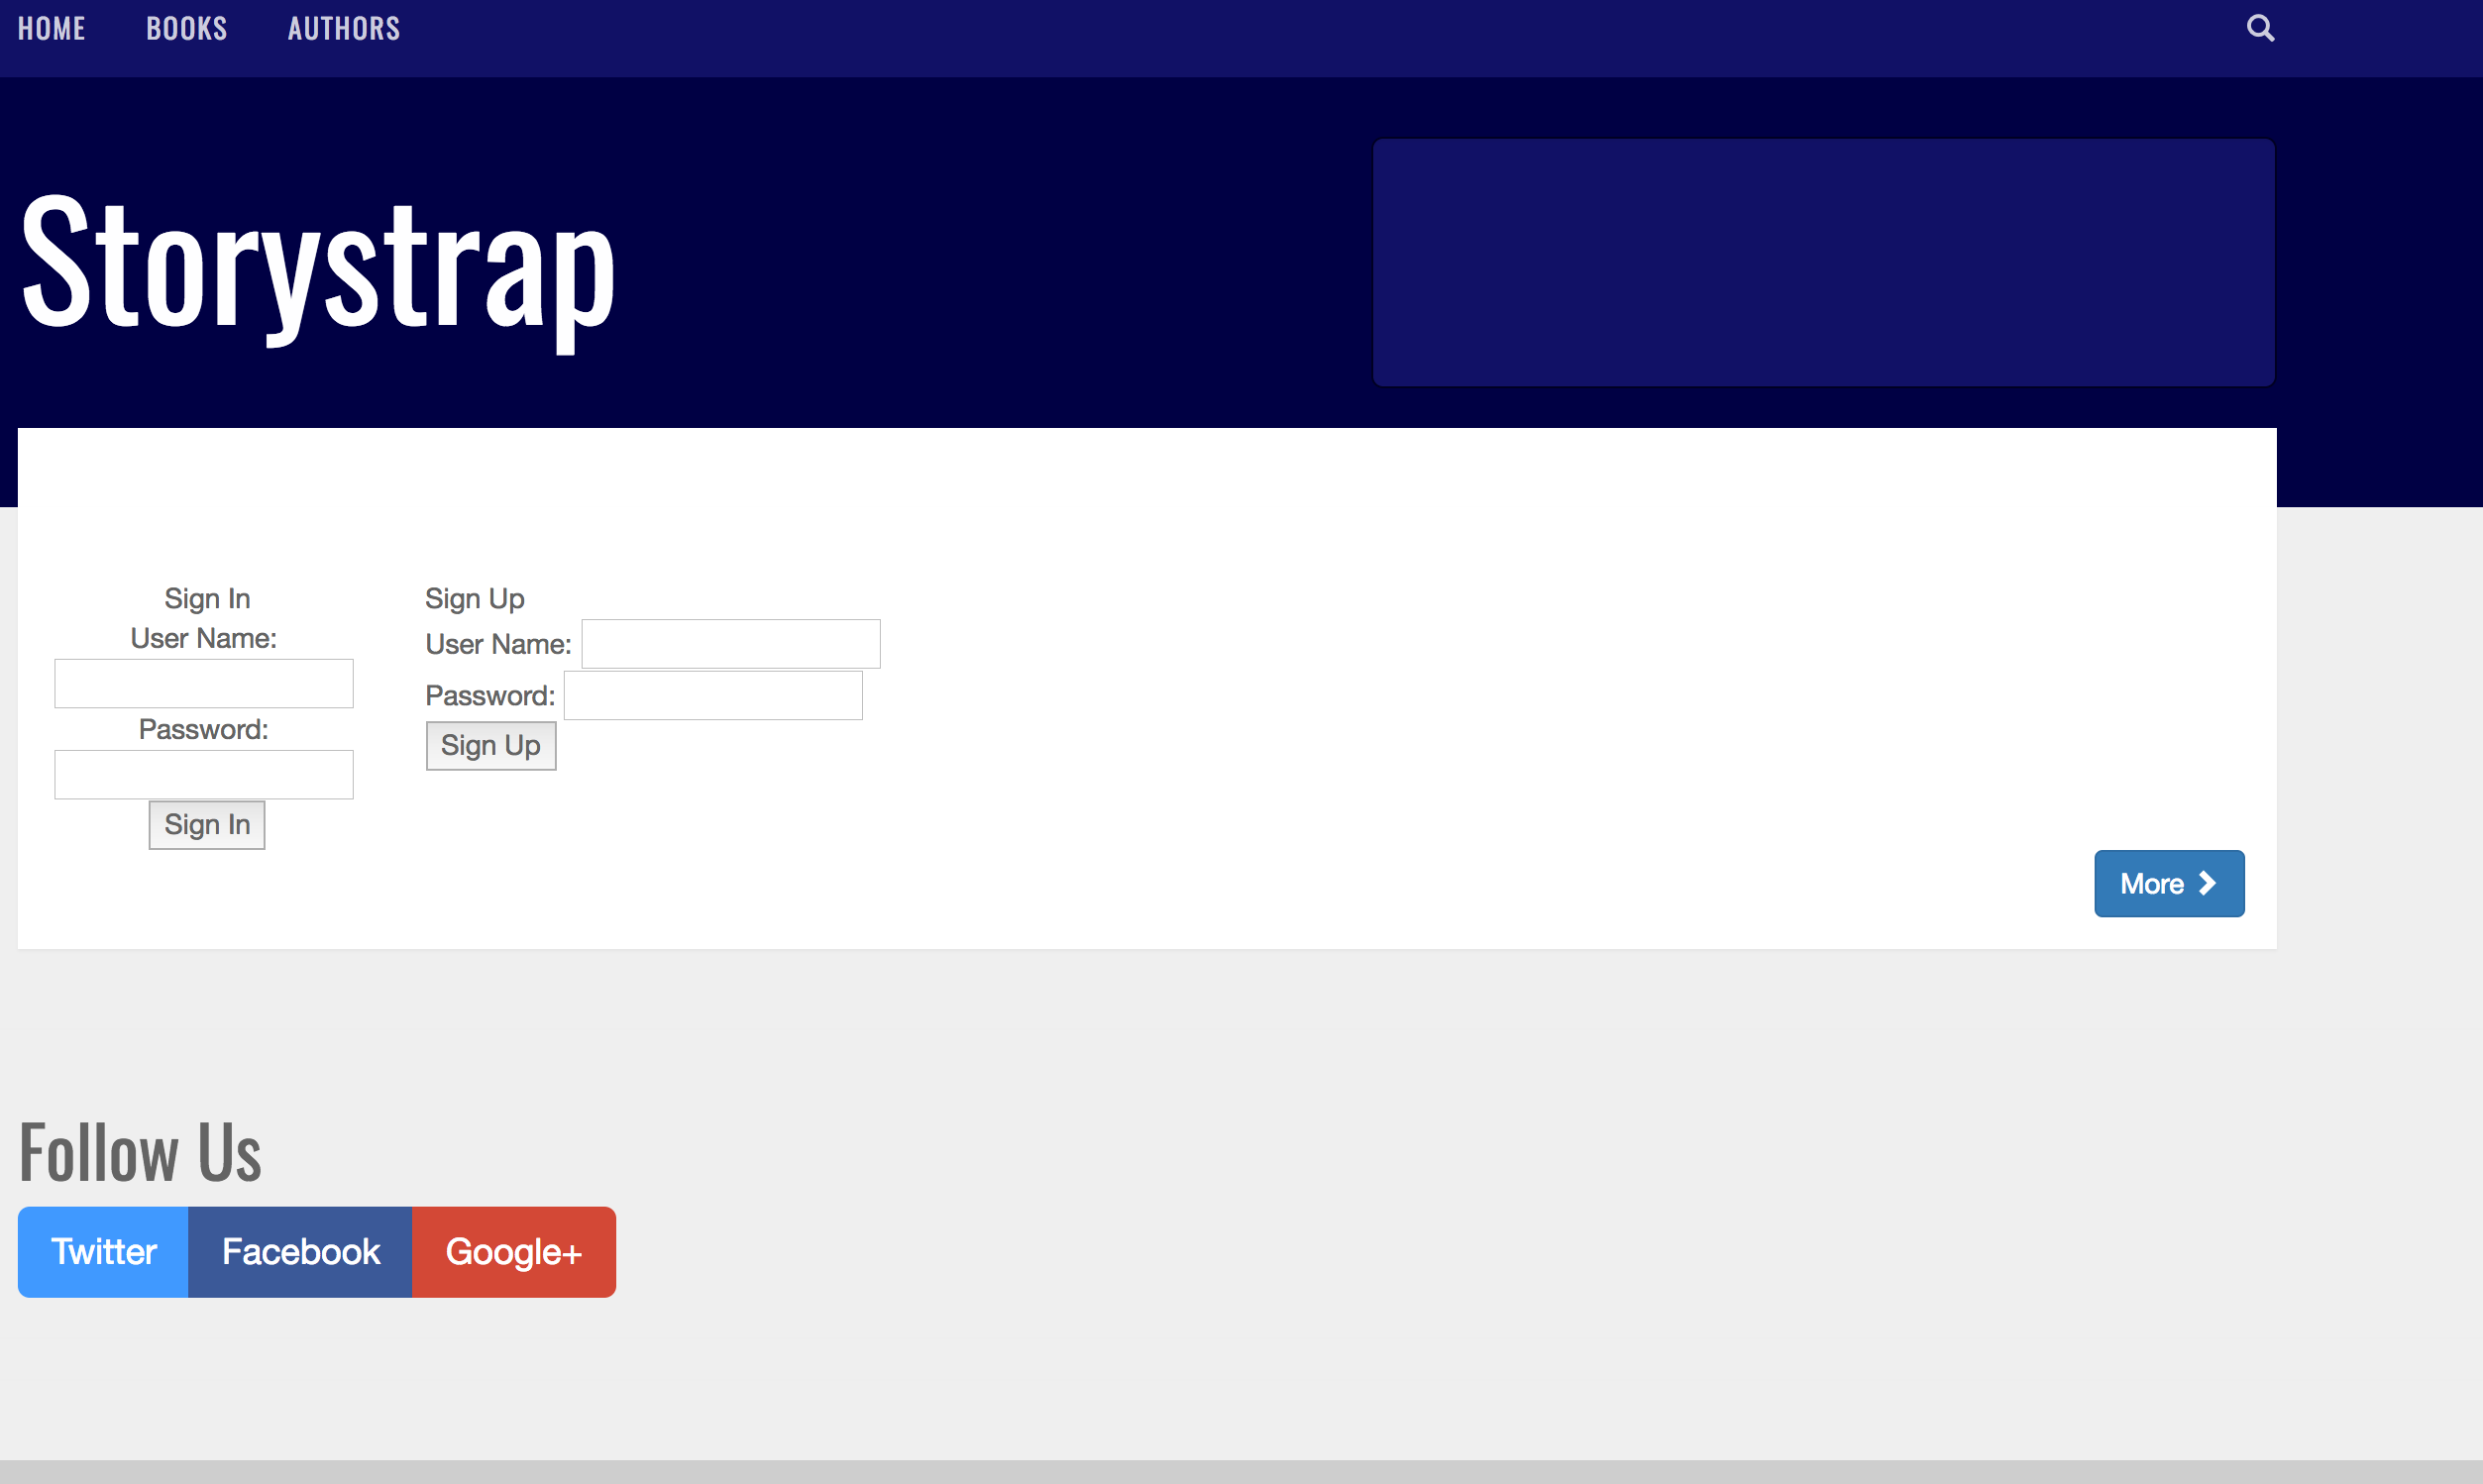 HOME BOOKS AUTHORS
Storystrap
Sign In
User Name:
Password:
Sign In
Sign Up
User Name:
Password:
Sign Up
More
Follow Us
Twitter Facebook Google+